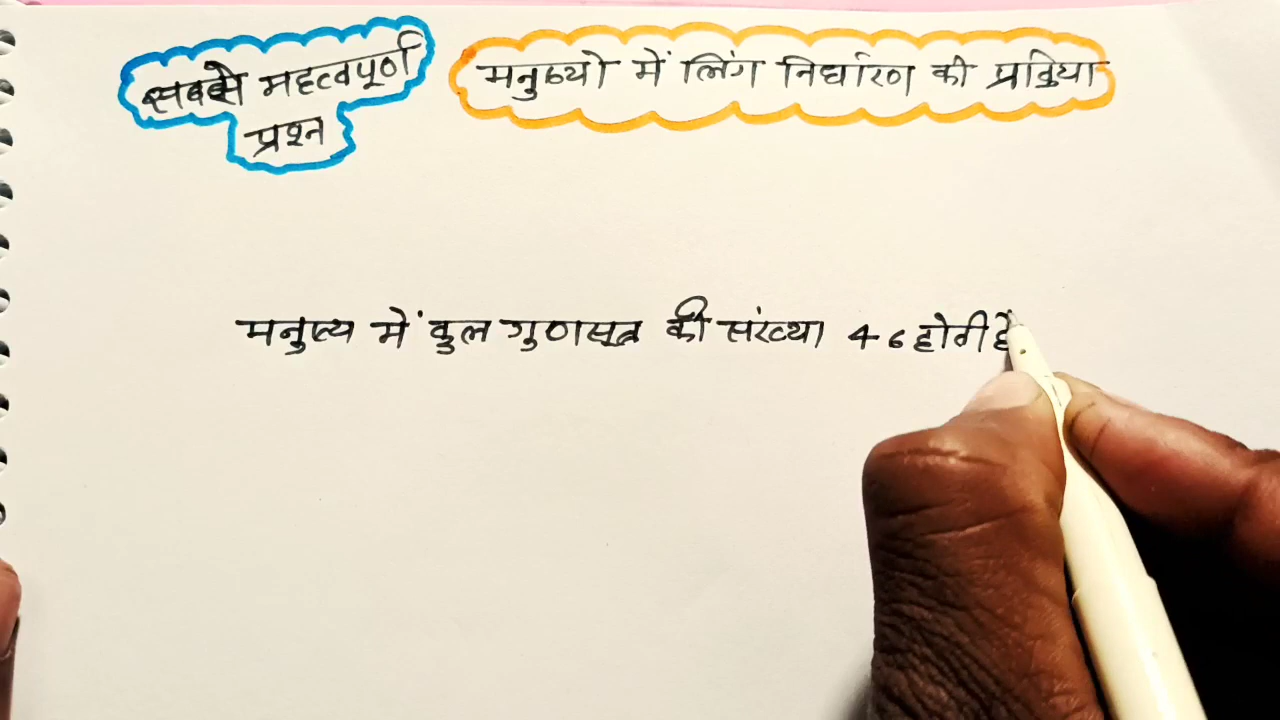 सबसे महत्वपूर्ण
प्रश्न
मनुष्यो में लिंग निर्धारण की प्रक्रिया
मनुष्य में कुल गुणसूत्र की संख्या 46 होती है